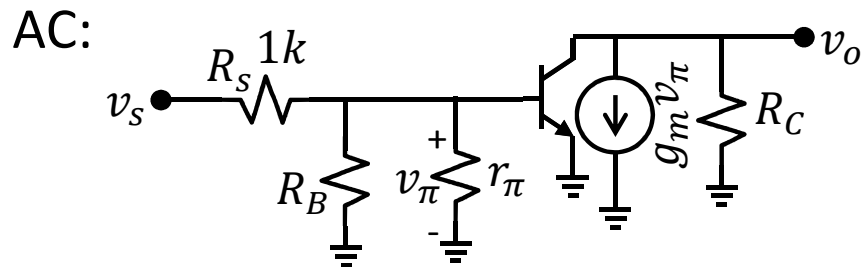 AC:
R_s 1k
v_s
v_o
R_B
+
v_π
-
r_π
g_m v_π
R_C